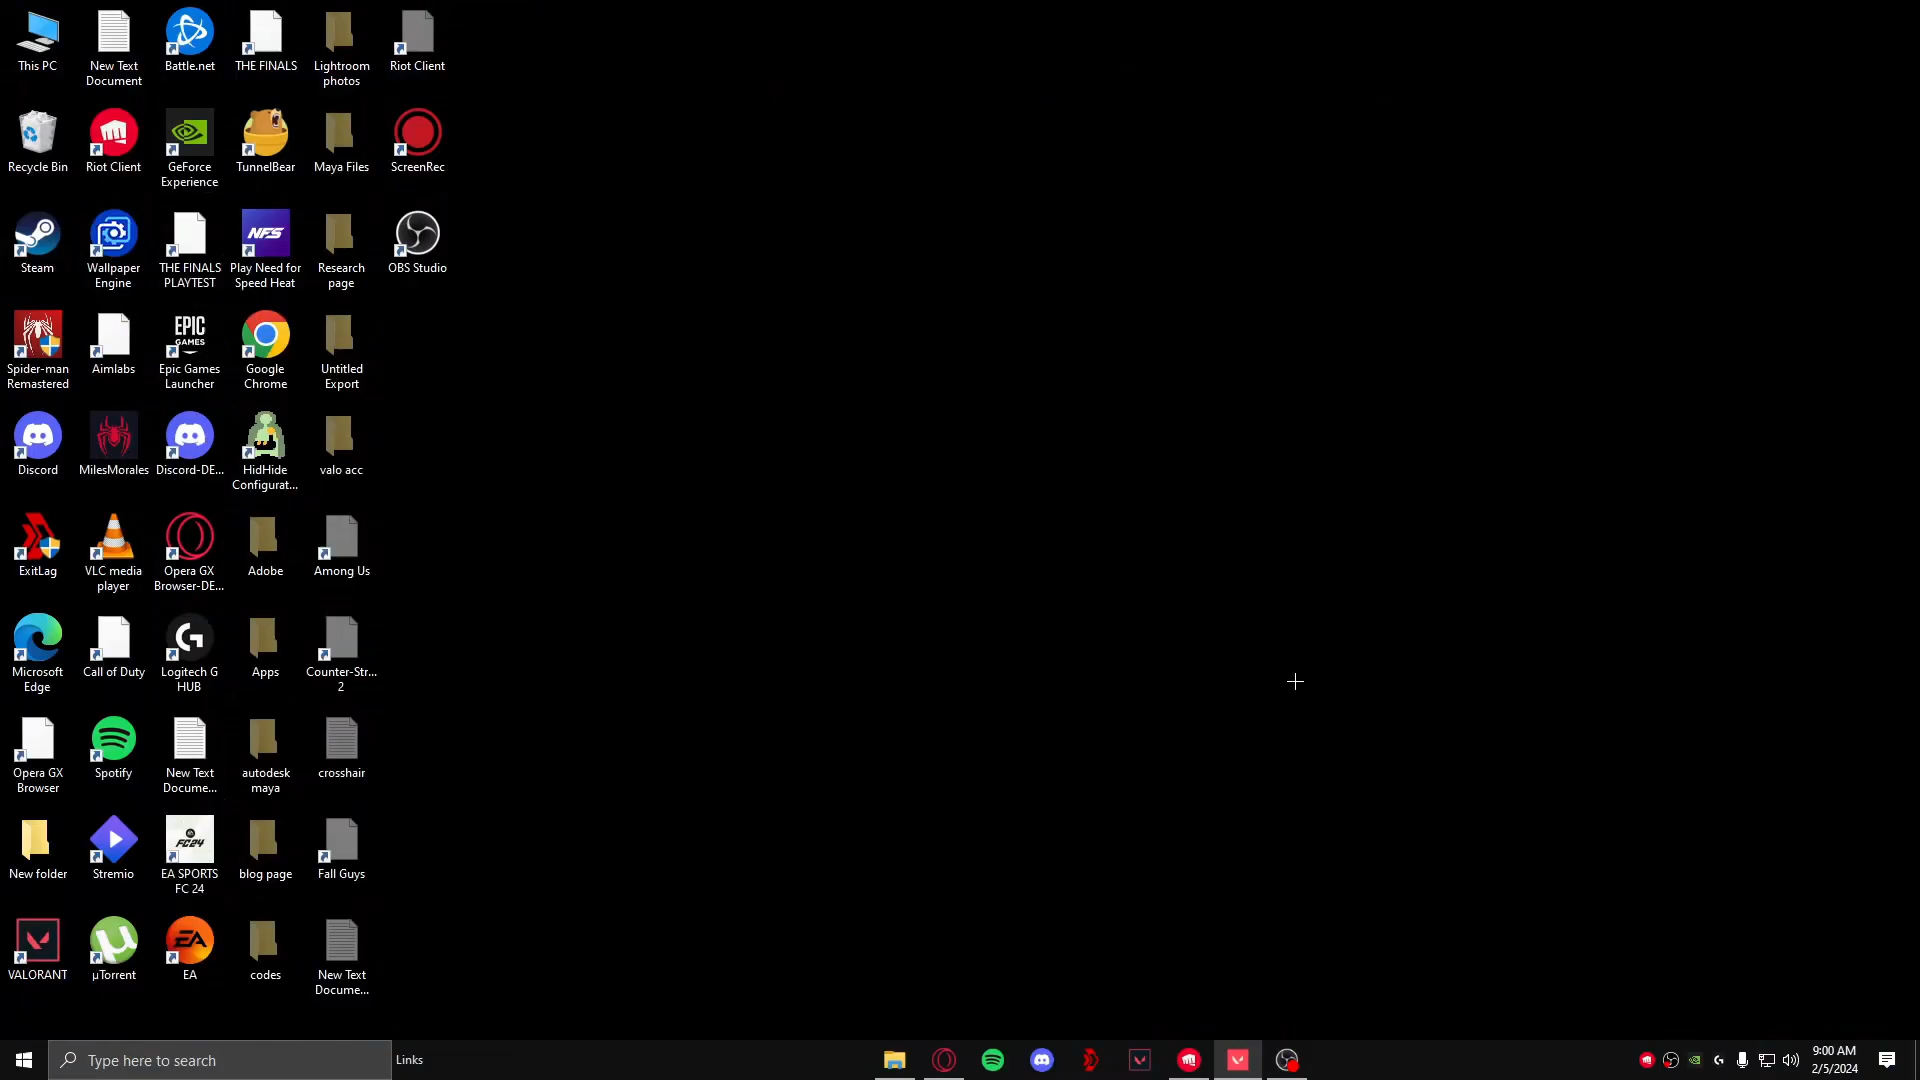 This PC
New Text
Document
Battle.net
THE FINALS
Lightroom
photos
Riot Client
Recycle Bin
Riot Client
GeForce
Experience
TunnelBear
Maya Files
ScreenRec
Steam
Wallpaper
Engine
THE FINALS
PLAYTEST
NFS
Play Need for
Speed Heat
Research
page
OBS Studio
Spider-man
Remastered
Aimlabs
EPIC
GAMES
Epic Games
Launcher
Google
Chrome
Untitled
Export
Discord
MilesMorales
Discord-DE...
HidHide
Configurat...
valo acc
ExitLag
VLC media
player
Opera GX
Browser-DE...
Adobe
Among Us
Microsoft
Edge
Call of Duty
Logitech G
HUB
Apps
Counter-Str...
2
Opera GX
Browser
Spotify
New Text
Docume...
autodesk
maya
crosshair
New folder
Stremio
FC24
EA SPORTS
FC 24
blog page
Fall Guys
VALORANT
µTorrent
EA
EA
codes
New Text
Docume...
Type here to search
Links
9:00 AM
2/5/2024